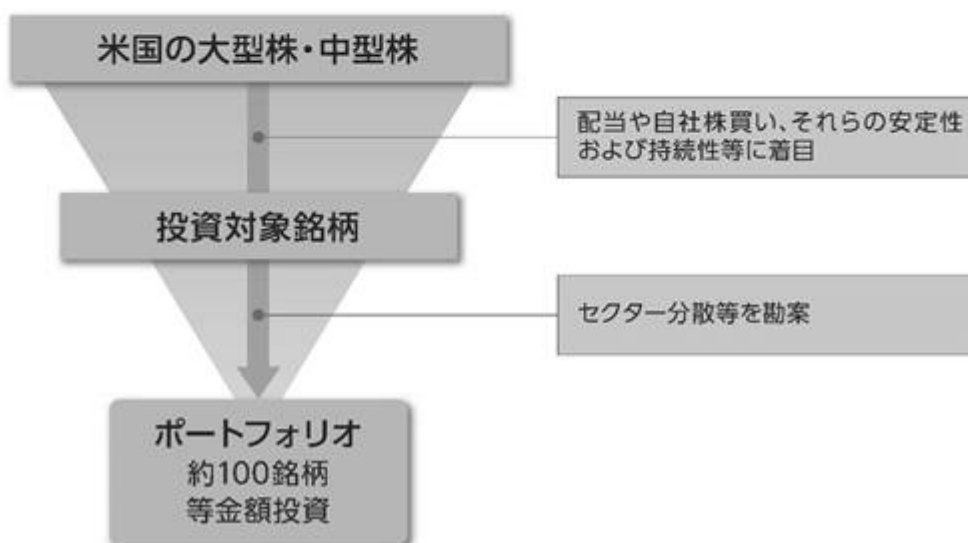 米国の大型株・中型株
配当や自社株買い、それらの安定性
および持続性等に着目
投資対象銘柄
セクター分散等を勘案
ポートフォリオ
約100銘柄
等金額投資